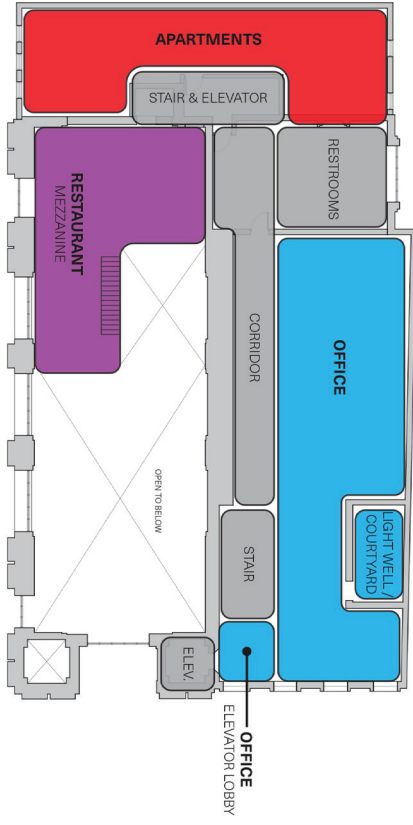 APARTMENTS
STAIR & ELEVATOR
RESTROOMS
RESTAURANT
MEZZANINE
CORRIDOR
OFFICE
OPEN TO BELOW
LIGHT WELL /
COURTYARD
STAIR
ELEV.
OFFICE
ELEVATOR LOBBY